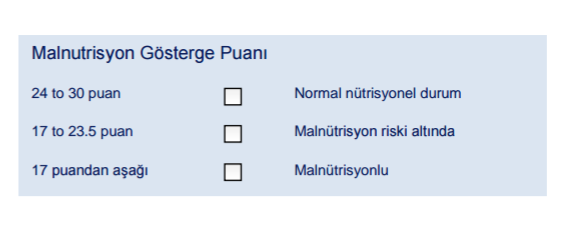 Malnutrisyon Gösterge Puanı
24 to 30 puan Normal nütrisyonel durum
17 to 23.5 puan Malnütrisyon riski altında
17 puandan aşağı Malnütrisyonlu